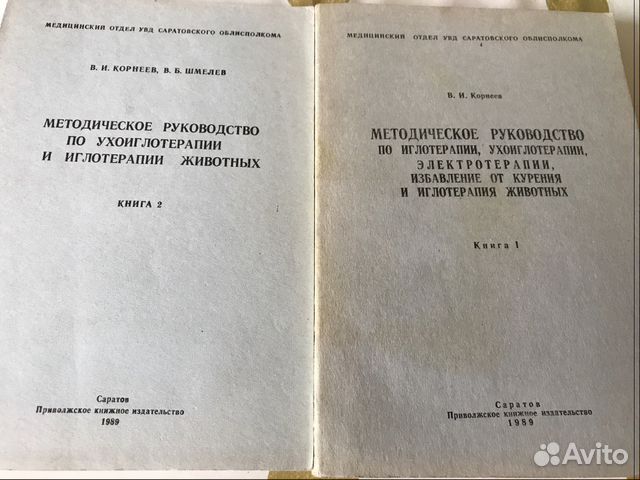 МЕДИЦИНСКИЙ ОТДЕЛ УВД САРАТОВСКОГО ОБЛИСПОЛКОМА
В. И. КОРНЕЕВ, В. Б. ШМЕЛЕВ
МЕТОДИЧЕСКОЕ РУКОВОДСТВО
ПО УХОИГЛОТЕРАПИИ
И ИГЛОТЕРАПИИ ЖИВОТНЫХ
КНИГА 2
Саратов
Приволжское книжное издательство
1989
МЕДИЦИНСКИЙ ОТДЕЛ УВД САРАТОВСКОГО ОБЛИСПОЛКОМА
В. И. Корнеев
МЕТОДИЧЕСКОЕ РУКОВОДСТВО
ПО ИГЛОТЕРАПИИ, УХОИГЛОТЕРАПИИ,
ЭЛЕКТРОТЕРАПИИ,
ИЗБАВЛЕНИЕ ОТ КУРЕНИЯ
И ИГЛОТЕРАПИЯ ЖИВОТНЫХ
Книга 1
Саратов
Приволжское книжное издательство
1989
Avito